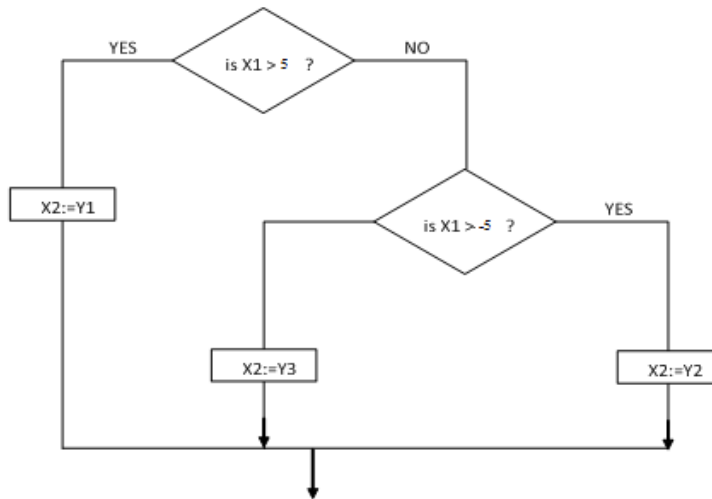 YES
NO
is X1 > 5 ?
X2:=Y1
YES
is X1 > -5 ?
X2:=Y3
X2:=Y2